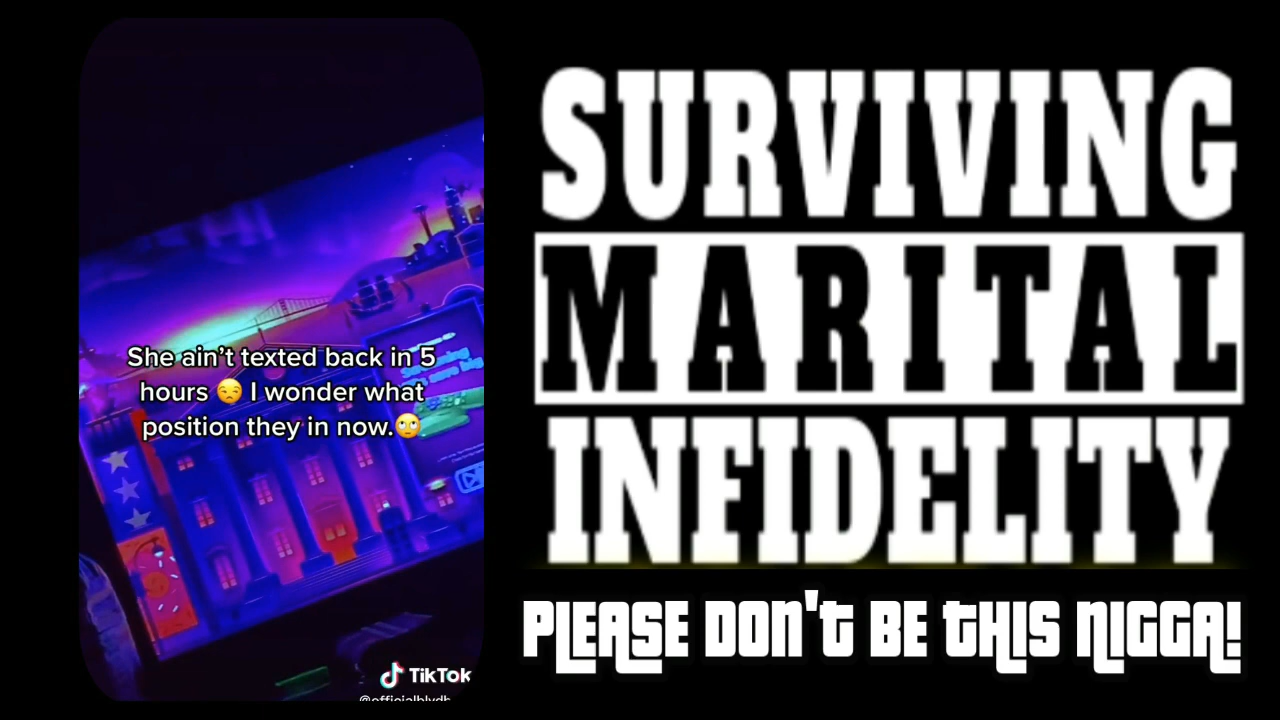 She ain't texted back in 5
hours 😒 I wonder what
position they in now.🙄
TikTok
SURVIVING
MARITAL
INFIDELITY
PLEASE DON'T BE THIS NIGGA!